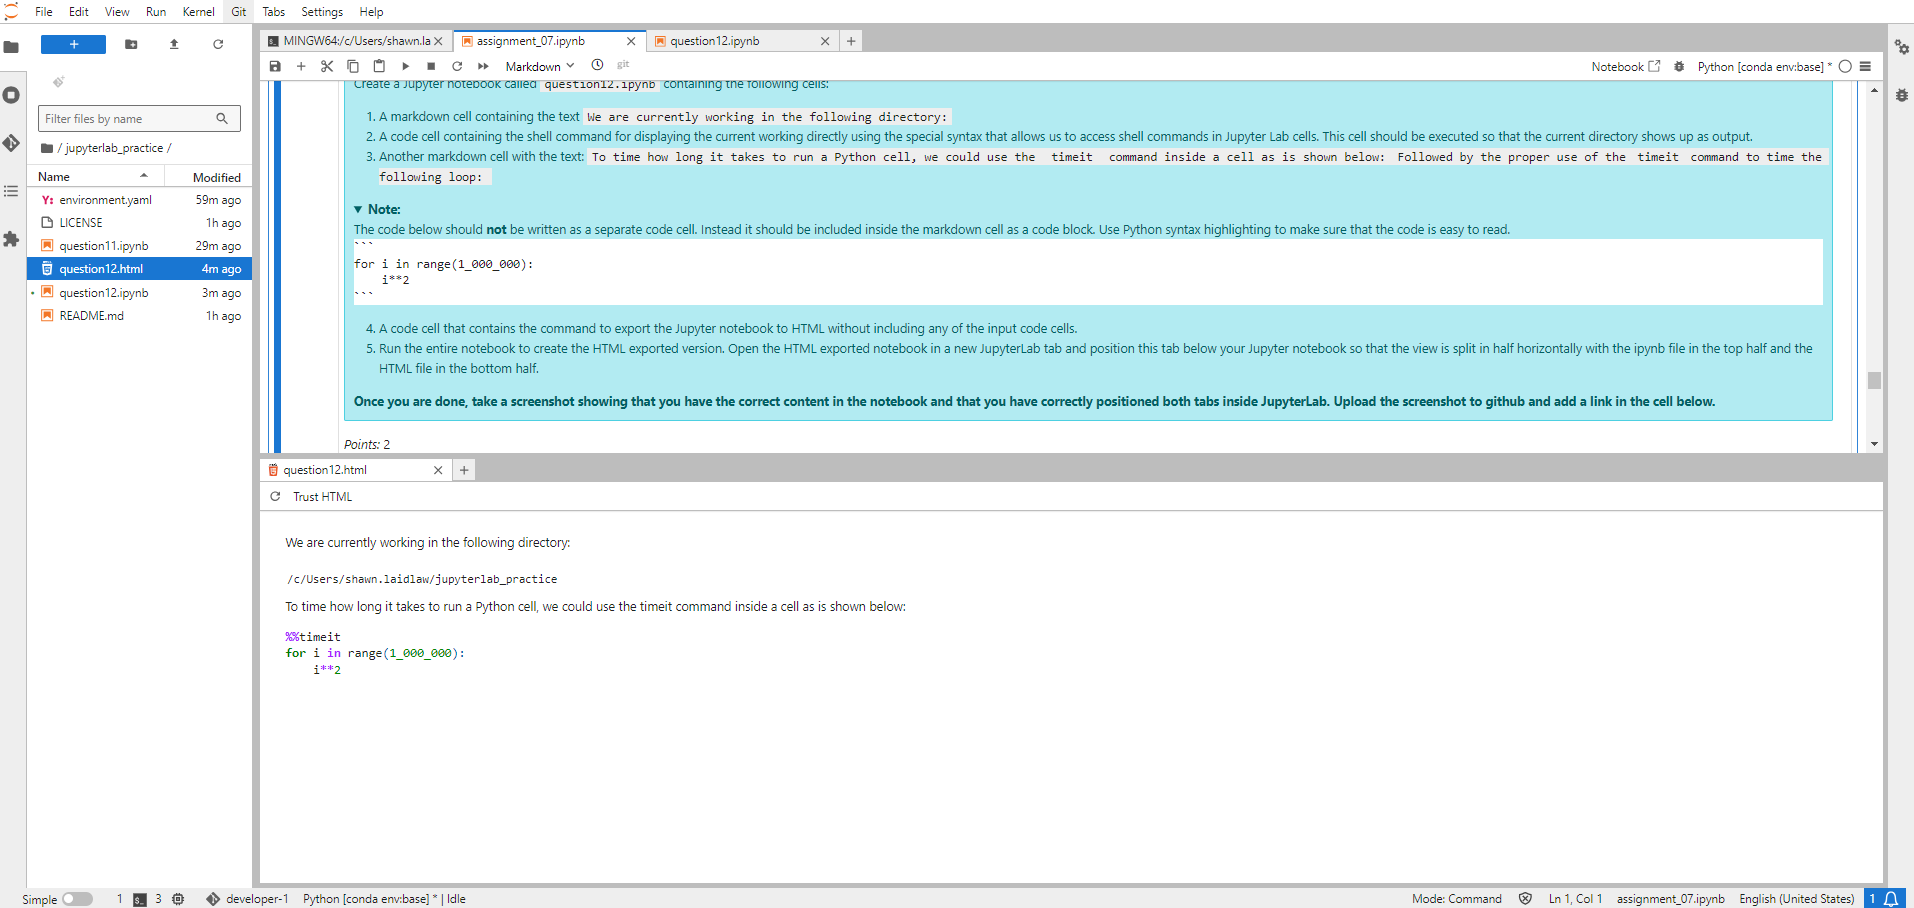 File Edit View Run Kernel Git Tabs Settings Help
MINGW64:/c/Users/shawn.la
assignment_07.ipynb
question12.ipynb
Markdown
git
Notebook
Python [conda env:base] *
Filter files by name
/ jupyterlab_practice /
Name Modified
Y: environment.yaml 59m ago
LICENSE 1h ago
question11.ipynb 29m ago
question12.html 4m ago
question12.ipynb 3m ago
README.md 1h ago
Create a Jupyter notebook called question12.ipynb containing the following cells:
1. A markdown cell containing the text We are currently working in the following directory:
2. A code cell containing the shell command for displaying the current working directly using the special syntax that allows us to access shell commands in Jupyter Lab cells. This cell should be executed so that the current directory shows up as output.
3. Another markdown cell with the text: To time how long it takes to run a Python cell, we could use the timeit command inside a cell as is shown below: Followed by the proper use of the timeit command to time the
following loop:
Note:
The code below should not be written as a separate code cell. Instead it should be included inside the markdown cell as a code block. Use Python syntax highlighting to make sure that the code is easy to read.
```
for i in range(1_000_000):
    i**2
```
4. A code cell that contains the command to export the Jupyter notebook to HTML without including any of the input code cells.
5. Run the entire notebook to create the HTML exported version. Open the HTML exported notebook in a new JupyterLab tab and position this tab below your Jupyter notebook so that the view is split in half horizontally with the ipynb file in the top half and the
HTML file in the bottom half.
Once you are done, take a screenshot showing that you have the correct content in the notebook and that you have correctly positioned both tabs inside JupyterLab. Upload the screenshot to github and add a link in the cell below.
Points: 2
question12.html
Trust HTML
We are currently working in the following directory:
/c/Users/shawn.laidlaw/jupyterlab_practice
To time how long it takes to run a Python cell, we could use the timeit command inside a cell as is shown below:
%%timeit
for i in range(1_000_000):
    i**2
Simple 1 3 developer-1 Python [conda env:base] * | Idle
Mode: Command Ln 1, Col 1 assignment_07.ipynb English (United States) 1